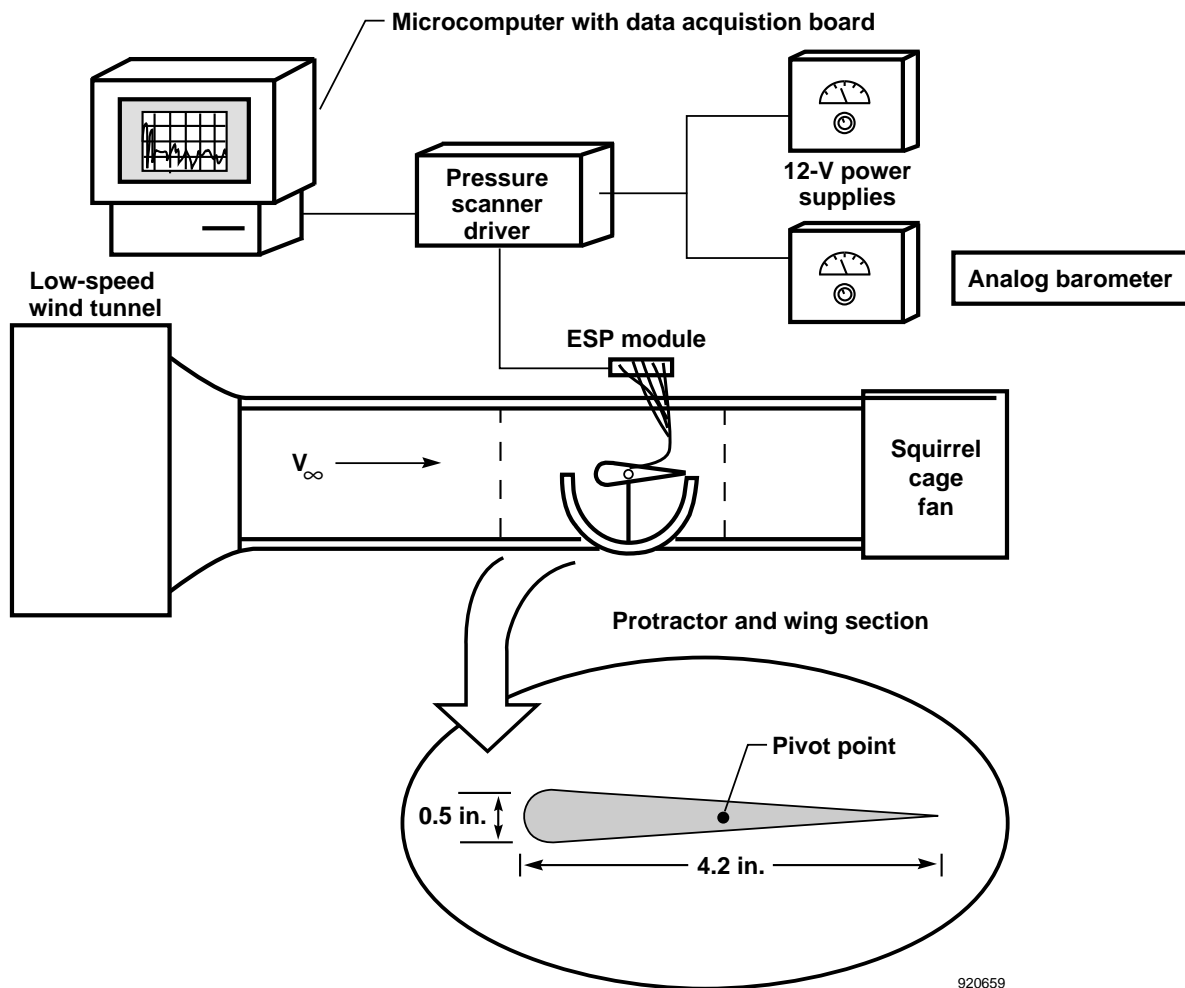 Microcomputer with data acquistion board
Pressure
scanner
driver
12-V power
supplies
Analog barometer
Low-speed
wind tunnel
ESP module
V∞
Squirrel
cage
fan
Protractor and wing section
Pivot point
0.5 in.
4.2 in.
920659